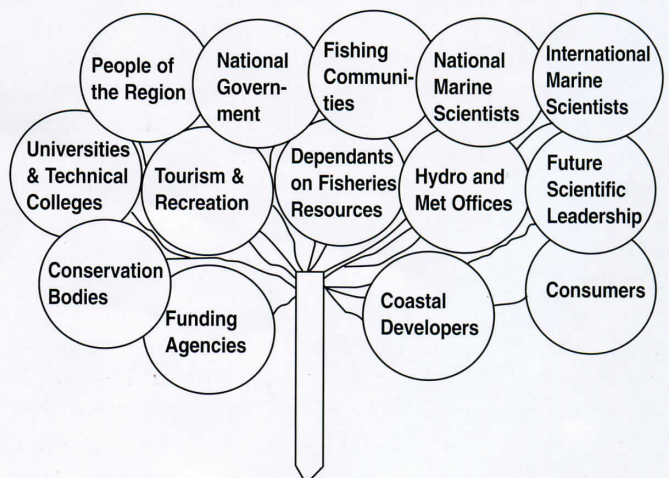 People of
the Region
National
Govern-
ment
Fishing
Communi-
ties
National
Marine
Scientists
International
Marine
Scientists
Universities
& Technical
Colleges
Tourism &
Recreation
Dependants
on Fisheries
Resources
Hydro and
Met Offices
Future
Scientific
Leadership
Conservation
Bodies
Funding
Agencies
Coastal
Developers
Consumers